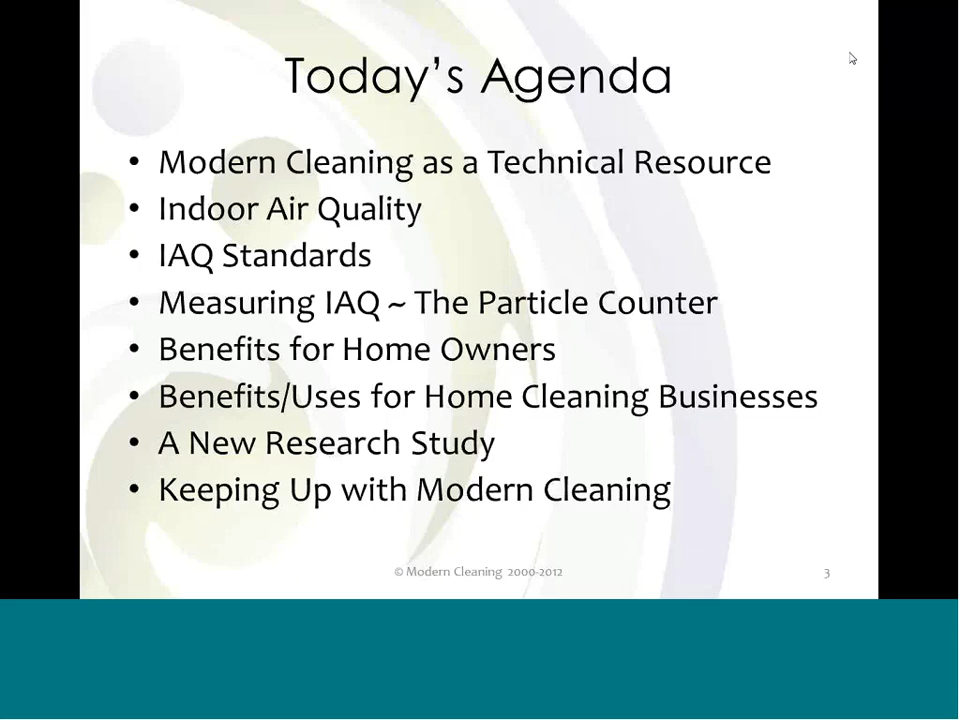 Today’s Agenda
• Modern Cleaning as a Technical Resource
• Indoor Air Quality
• IAQ Standards
• Measuring IAQ ~ The Particle Counter
• Benefits for Home Owners
• Benefits/Uses for Home Cleaning Businesses
• A New Research Study
• Keeping Up with Modern Cleaning
© Modern Cleaning 2000-2012
3